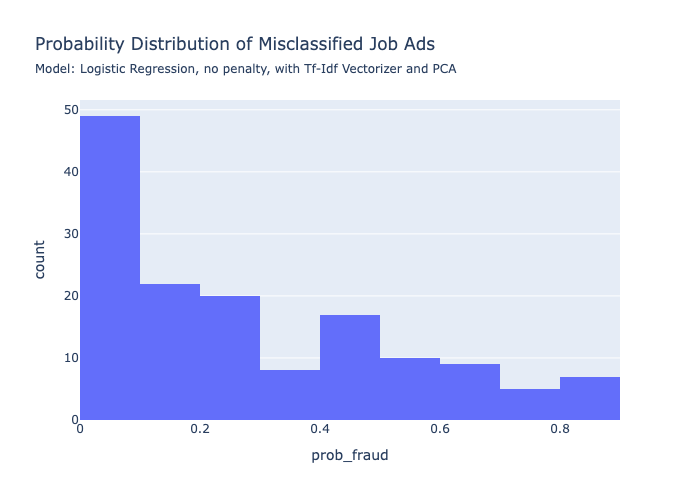 Probability Distribution of Misclassified Job Ads
Model: Logistic Regression, no penalty, with Tf-Idf Vectorizer and PCA
50
40
30
20
10
0
count
0 0.2 0.4 0.6 0.8
prob_fraud